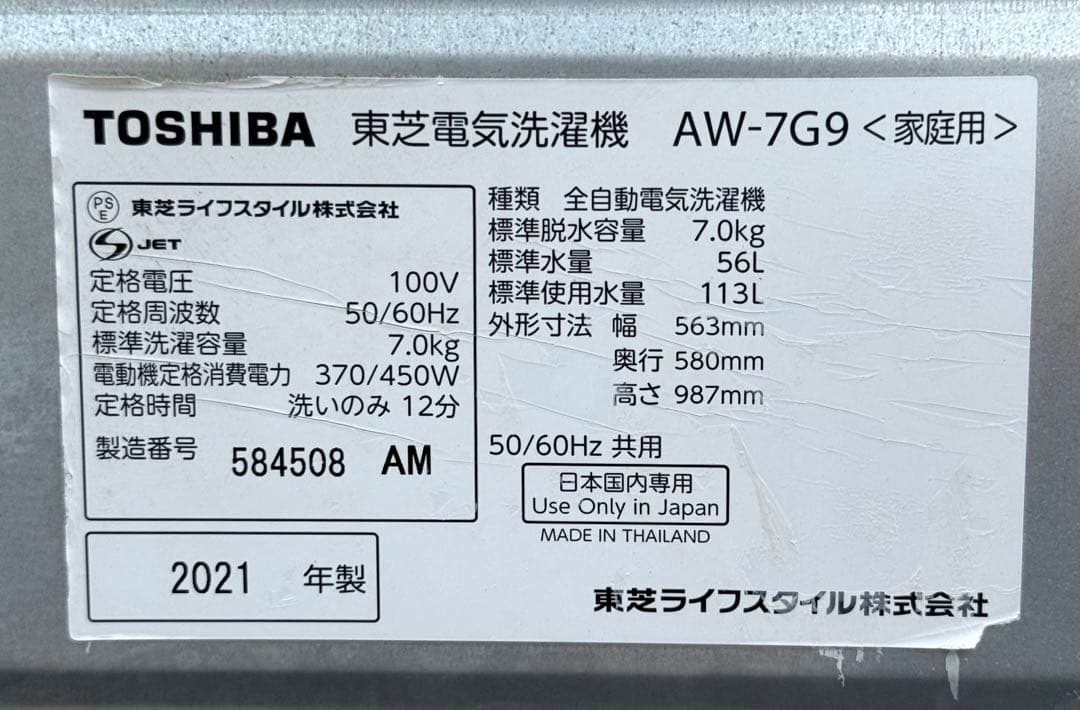 TOSHIBA 東芝電気洗濯機 AW-7G9 <家庭用>
PSE 東芝ライフスタイル株式会社
S JET
定格電圧 100V
定格周波数 50/60Hz
標準洗濯容量 7.0kg
電動機定格消費電力 370/450W
定格時間 洗いのみ 12分
製造番号 584508 AM
2021 年製
種類 全自動電気洗濯機
標準脱水容量 7.0kg
標準水量 56L
標準使用水量 113L
外形寸法 幅 563mm
奥行 580mm
高さ 987mm
50/60Hz 共用
日本国内専用
Use Only in Japan
MADE IN THAILAND
東芝ライフスタイル株式会社